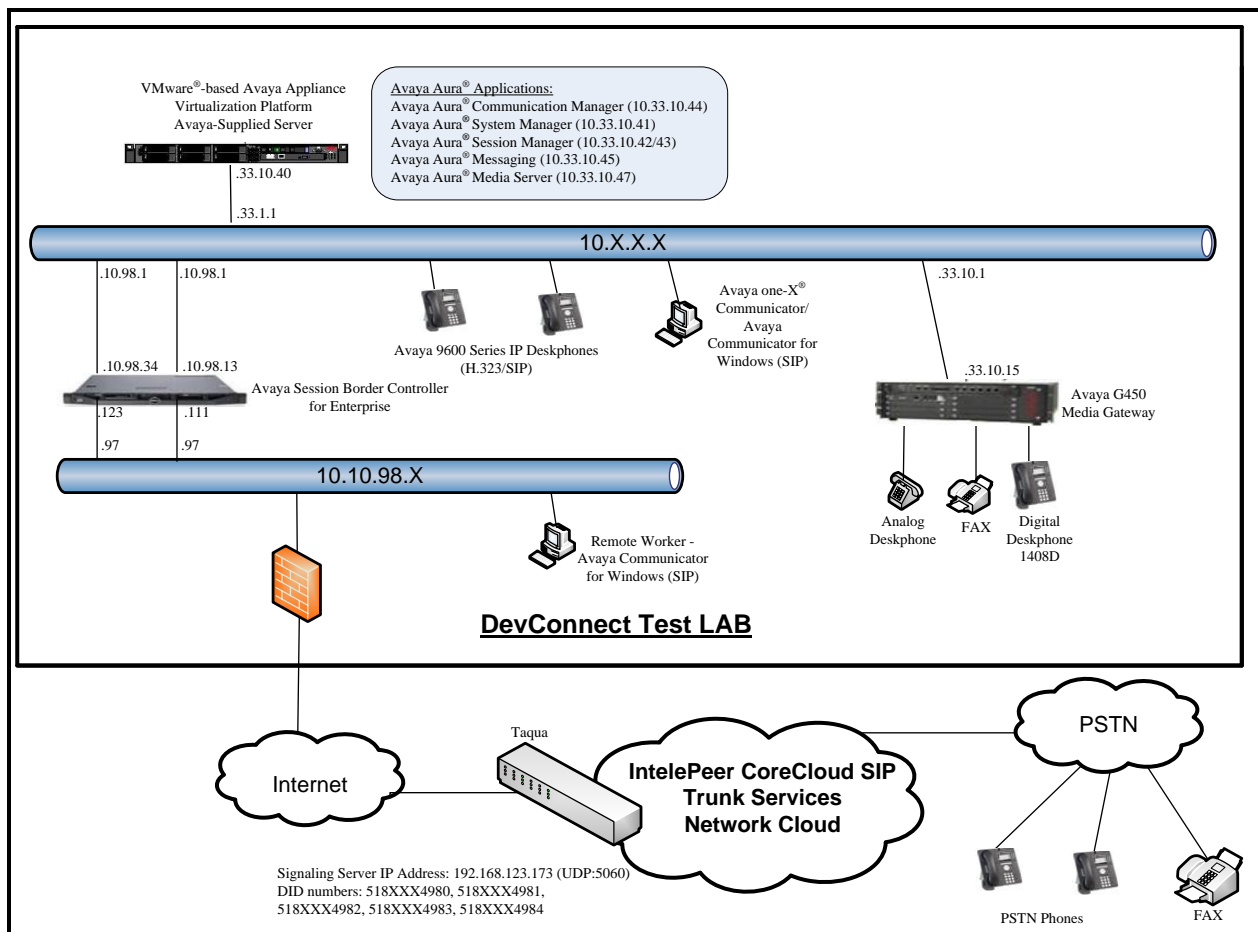 VMware®-based Avaya Appliance
Virtualization Platform
Avaya-Supplied Server
Avaya Aura® Applications:
Avaya Aura® Communication Manager (10.33.10.44)
Avaya Aura® System Manager (10.33.10.41)
Avaya Aura® Session Manager (10.33.10.42/43)
Avaya Aura® Messaging (10.33.10.45)
Avaya Aura® Media Server (10.33.10.47)
.33.10.40
.33.1.1
10.X.X.X
.10.98.1
.10.98.1
.33.10.1
Avaya 9600 Series IP Deskphones
(H.323/SIP)
Avaya one-X®
Communicator/
Avaya
Communicator for
Windows (SIP)
.10.98.34
.10.98.13
Avaya Session Border Controller
for Enterprise
.33.10.15
Avaya G450
Media Gateway
.123
.111
.97
.97
10.10.98.X
Analog
Deskphone
FAX
Digital
Deskphone
1408D
Remote Worker -
Avaya Communicator
for Windows (SIP)
DevConnect Test LAB
Internet
Taqua
IntelePeer CoreCloud SIP
Trunk Services
Network Cloud
PSTN
Signaling Server IP Address: 192.168.123.173 (UDP:5060)
DID numbers: 518XXX4980, 518XXX4981,
518XXX4982, 518XXX4983, 518XXX4984
PSTN Phones
FAX